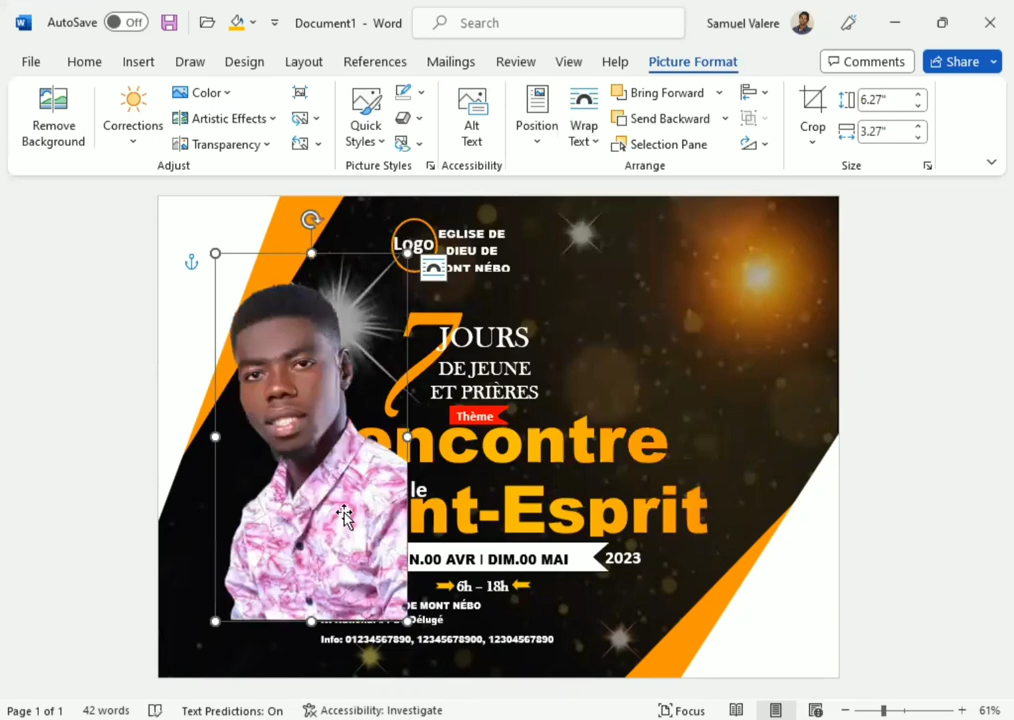 AutoSave Off Document1 - Word Search Samuel Valere
File Home Insert Draw Design Layout References Mailings Review View Help Picture Format Comments Share
Remove Background
Corrections
Color
Artistic Effects
Transparency
Adjust
Quick Styles
Picture Styles
Alt Text
Accessibility
Position
Wrap Text
Bring Forward
Send Backward
Selection Pane
Arrange
Crop
6.27"
3.27"
Size
Logo
EGLISE DE
DIEU DE
ONT NÉBO
7 JOURS
DE JEUNE
ET PRIÈRES
Thème
encontre
le
nt-Esprit
N.00 AVR | DIM.00 MAI 2023
6h – 18h
DE MONT NÉBO
Délugé
Info: 01234567890, 12345678900, 12304567890
Page 1 of 1 42 words Text Predictions: On Accessibility: Investigate Focus 61%